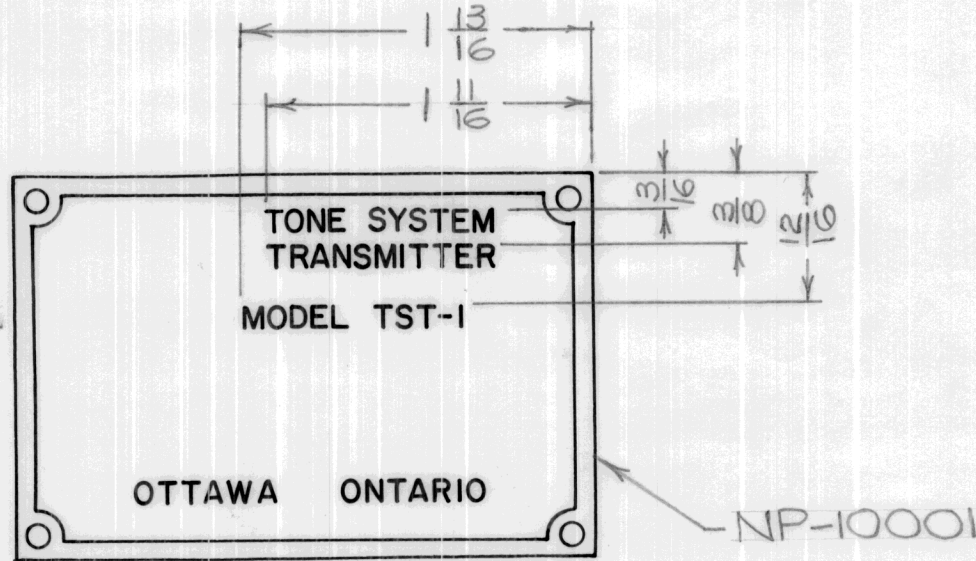 1 13/16
1 11/16
3/16
3/8
12/16
TONE SYSTEM
TRANSMITTER
MODEL TST-1
OTTAWA ONTARIO
NP-10001